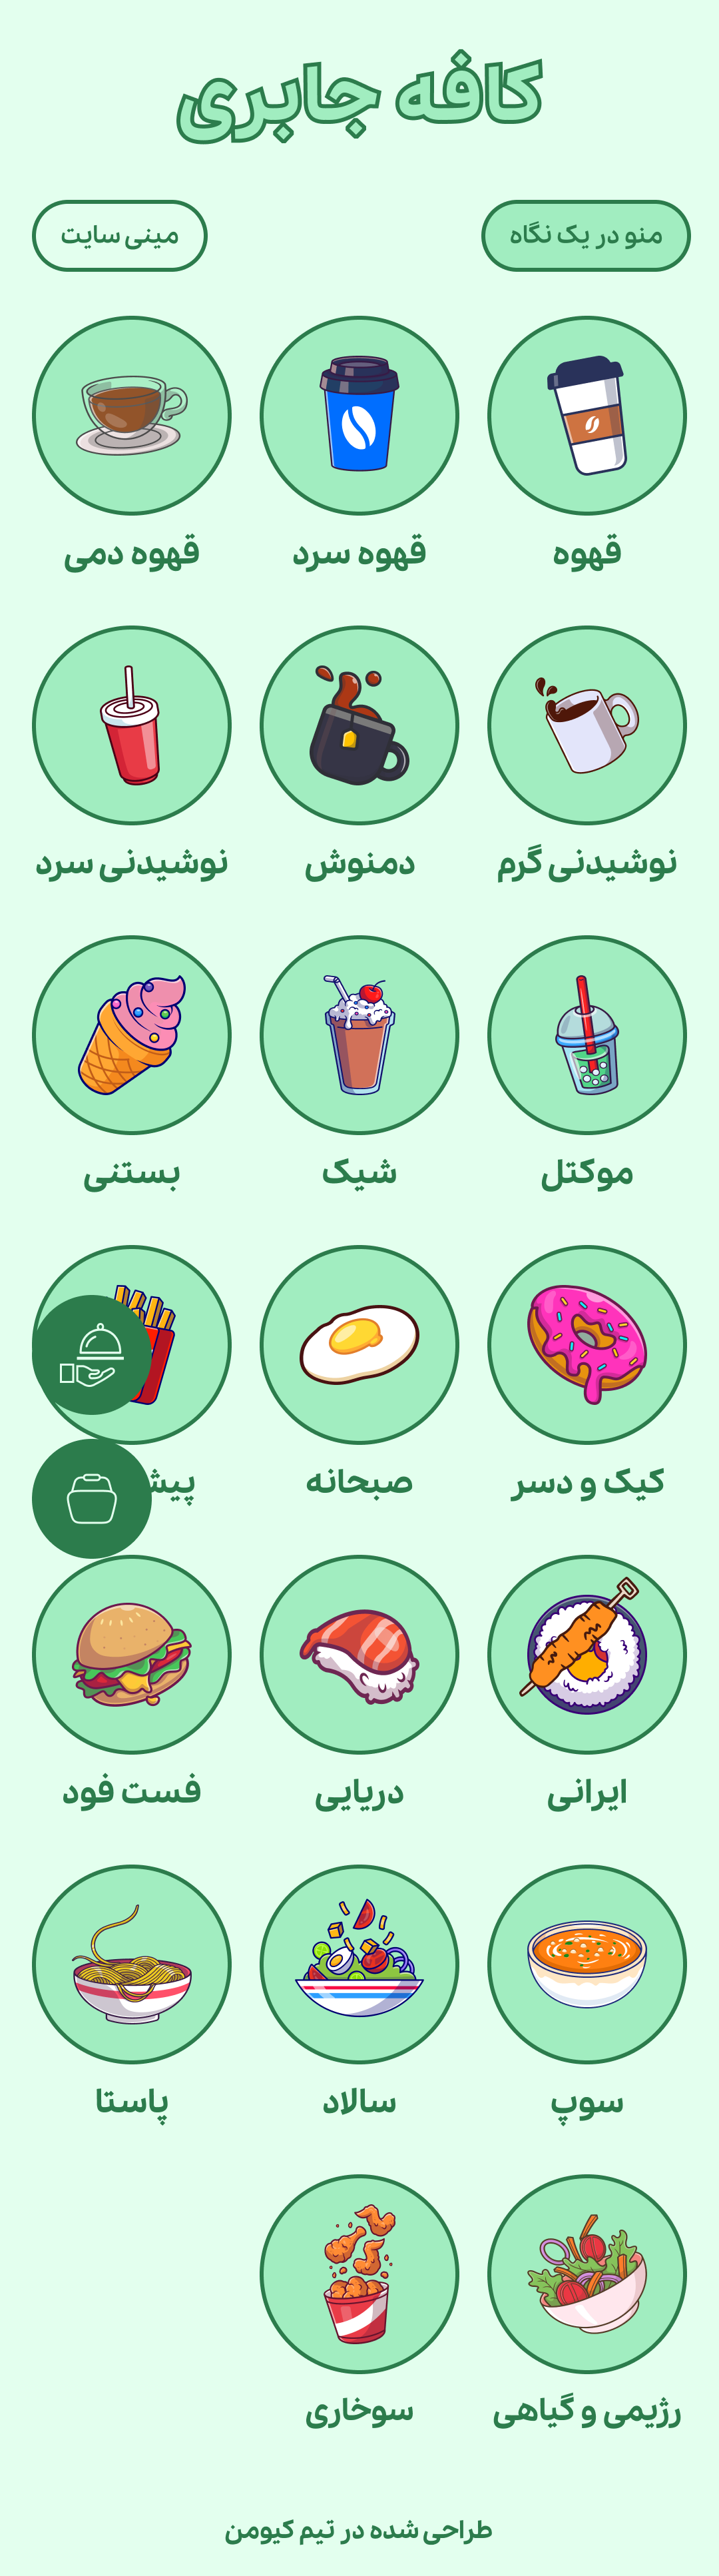 کافه جابری
منو در یک نگاه
مینی سایت
قهوه
قهوه سرد
قهوه دمی
نوشیدنی گرم
دمنوش
نوشیدنی سرد
موکتل
شیک
بستنی
کیک و دسر
صبحانه
ایرانی
دریایی
فست فود
سوپ
سالاد
پاستا
رژیمی و گیاهی
سوخاری
طراحی شده در تیم کیومن